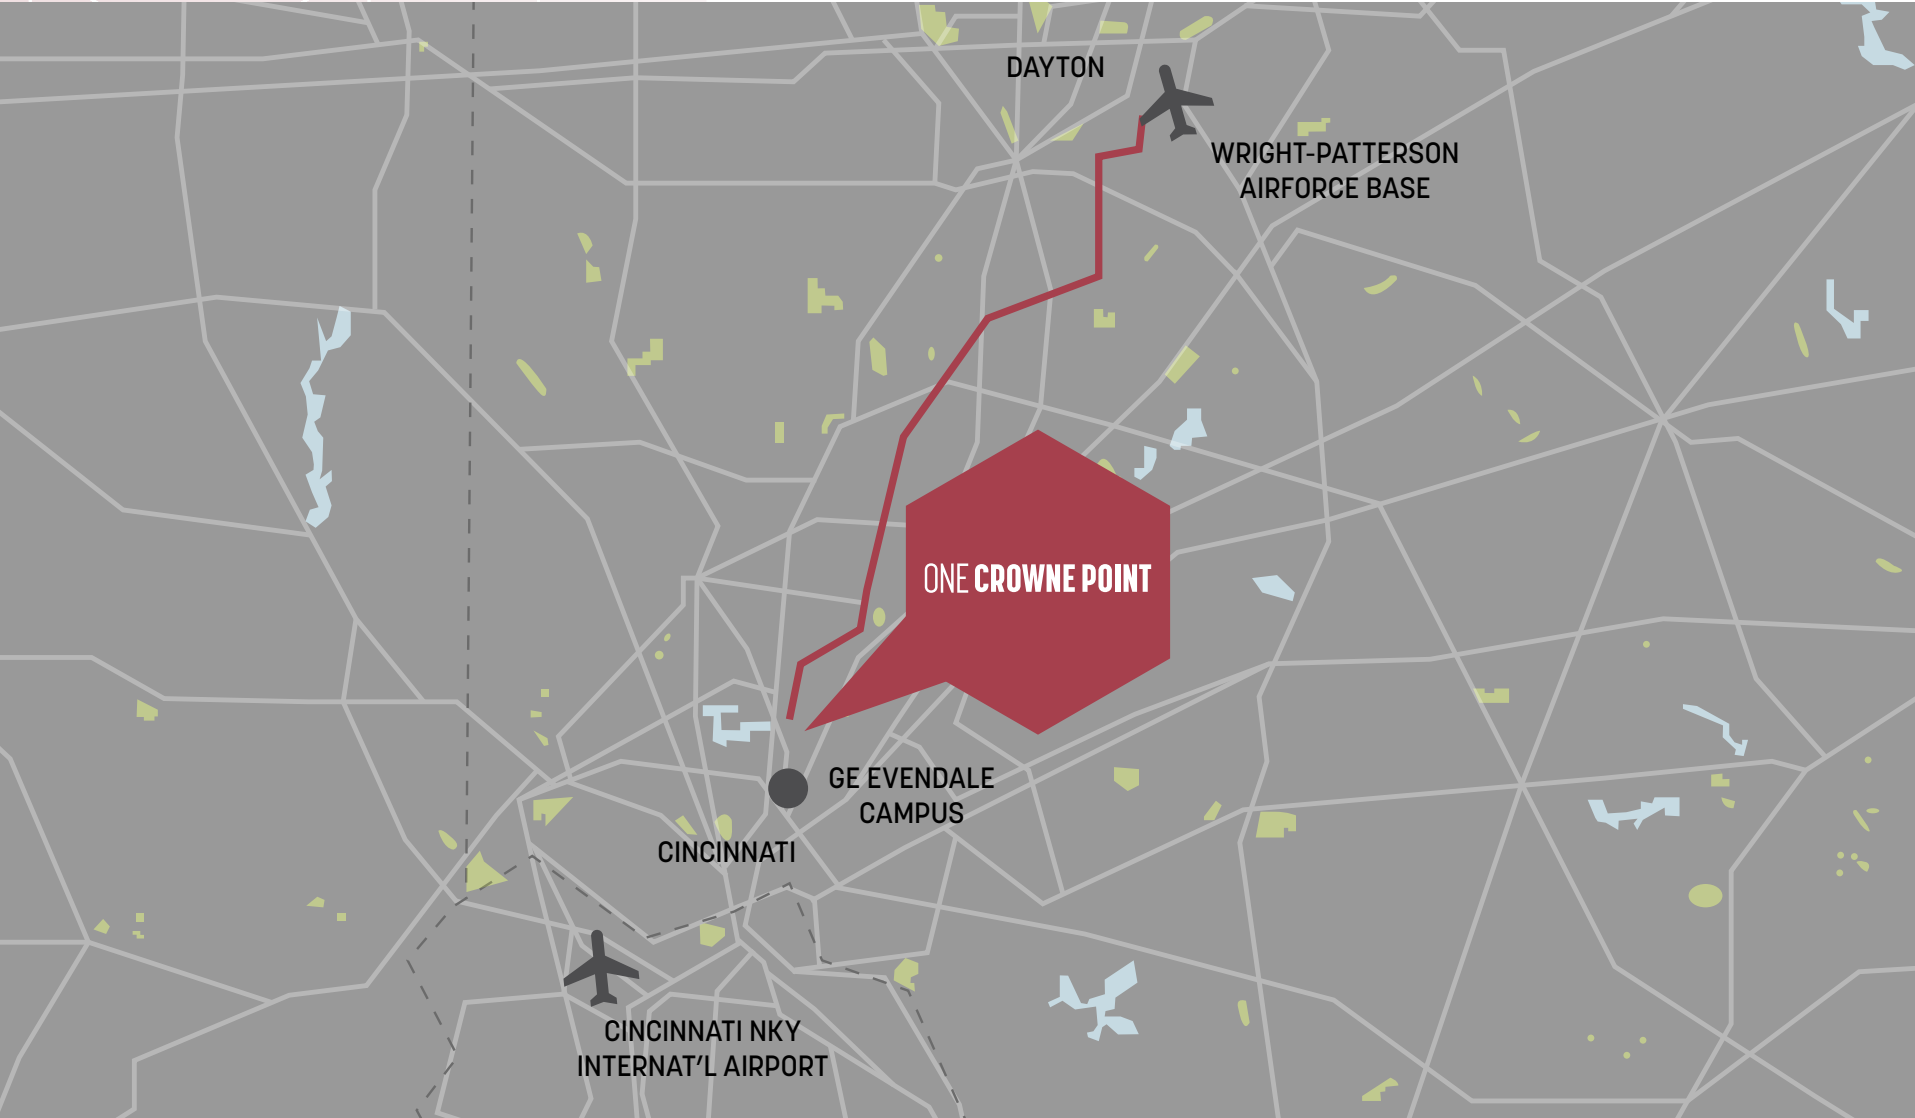 DAYTON
WRIGHT-PATTERSON
AIRFORCE BASE
ONE CROWNE POINT
GE EVENDALE
CAMPUS
CINCINNATI
CINCINNATI NKY
INTERNAT'L AIRPORT